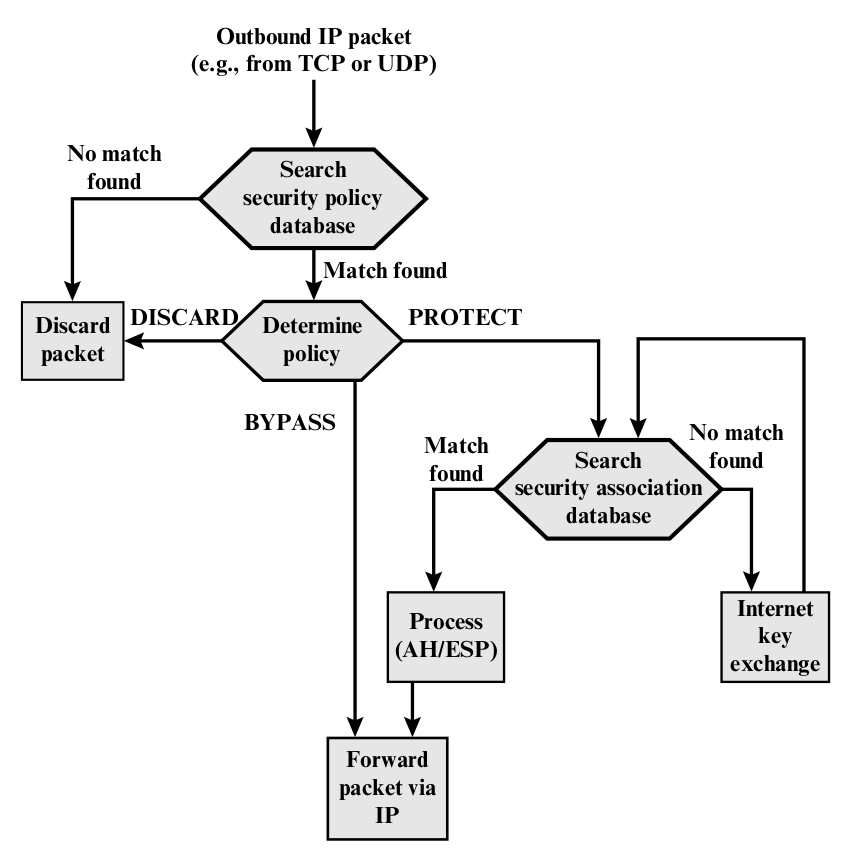 Outbound IP packet
(e.g., from TCP or UDP)
No match
found
Search
security policy
database
Match found
Discard
packet
DISCARD
Determine
policy
PROTECT
BYPASS
Match
found
Search
security association
database
No match
found
Process
(AH/ESP)
Internet
key
exchange
Forward
packet via
IP